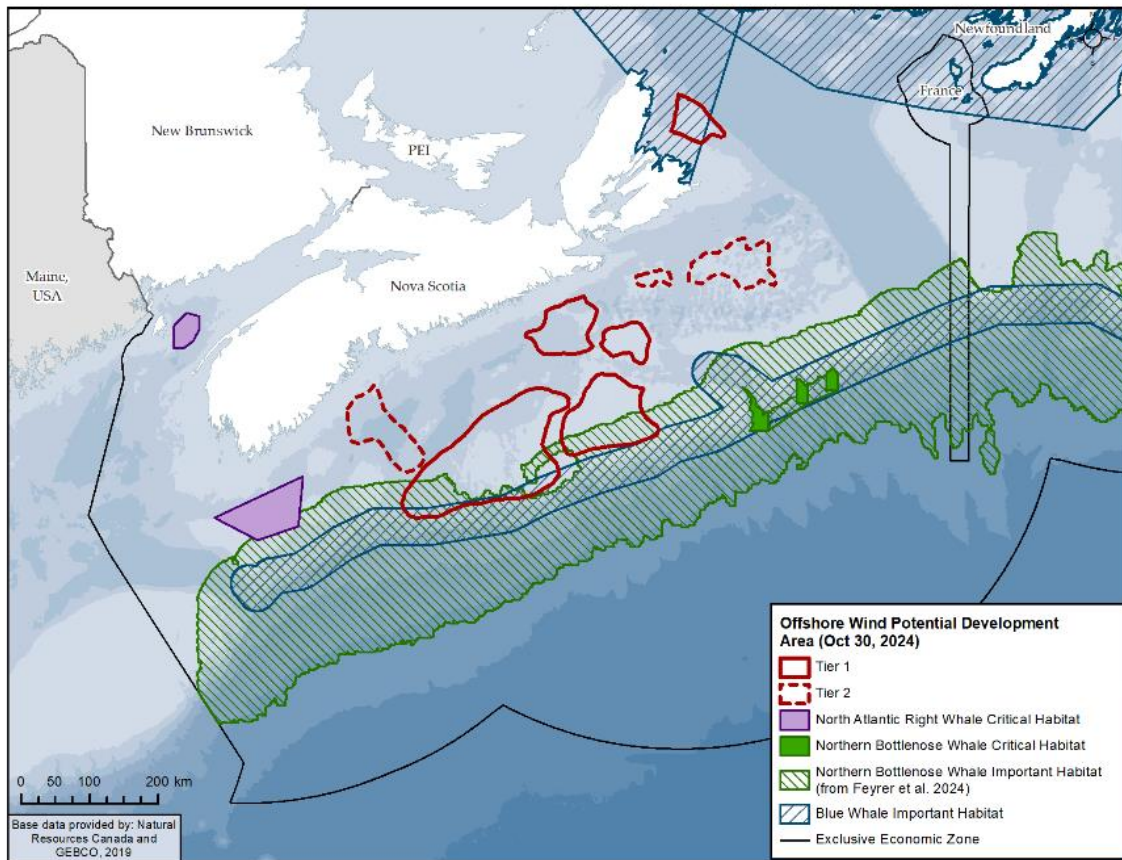 Newfoundland
France
New Brunswick
PEI
Maine,
USA
Nova Scotia
Offshore Wind Potential Development
Area (Oct 30, 2024)
Tier 1
Tier 2
North Atlantic Right Whale Critical Habitat
Northern Bottlenose Whale Critical Habitat
Northern Bottlenose Whale Important Habitat
(from Feyrer et al. 2024)
Blue Whale Important Habitat
Exclusive Economic Zone
0 50 100 200 km
Base data provided by: Natural
Resources Canada and
GEBCO, 2019